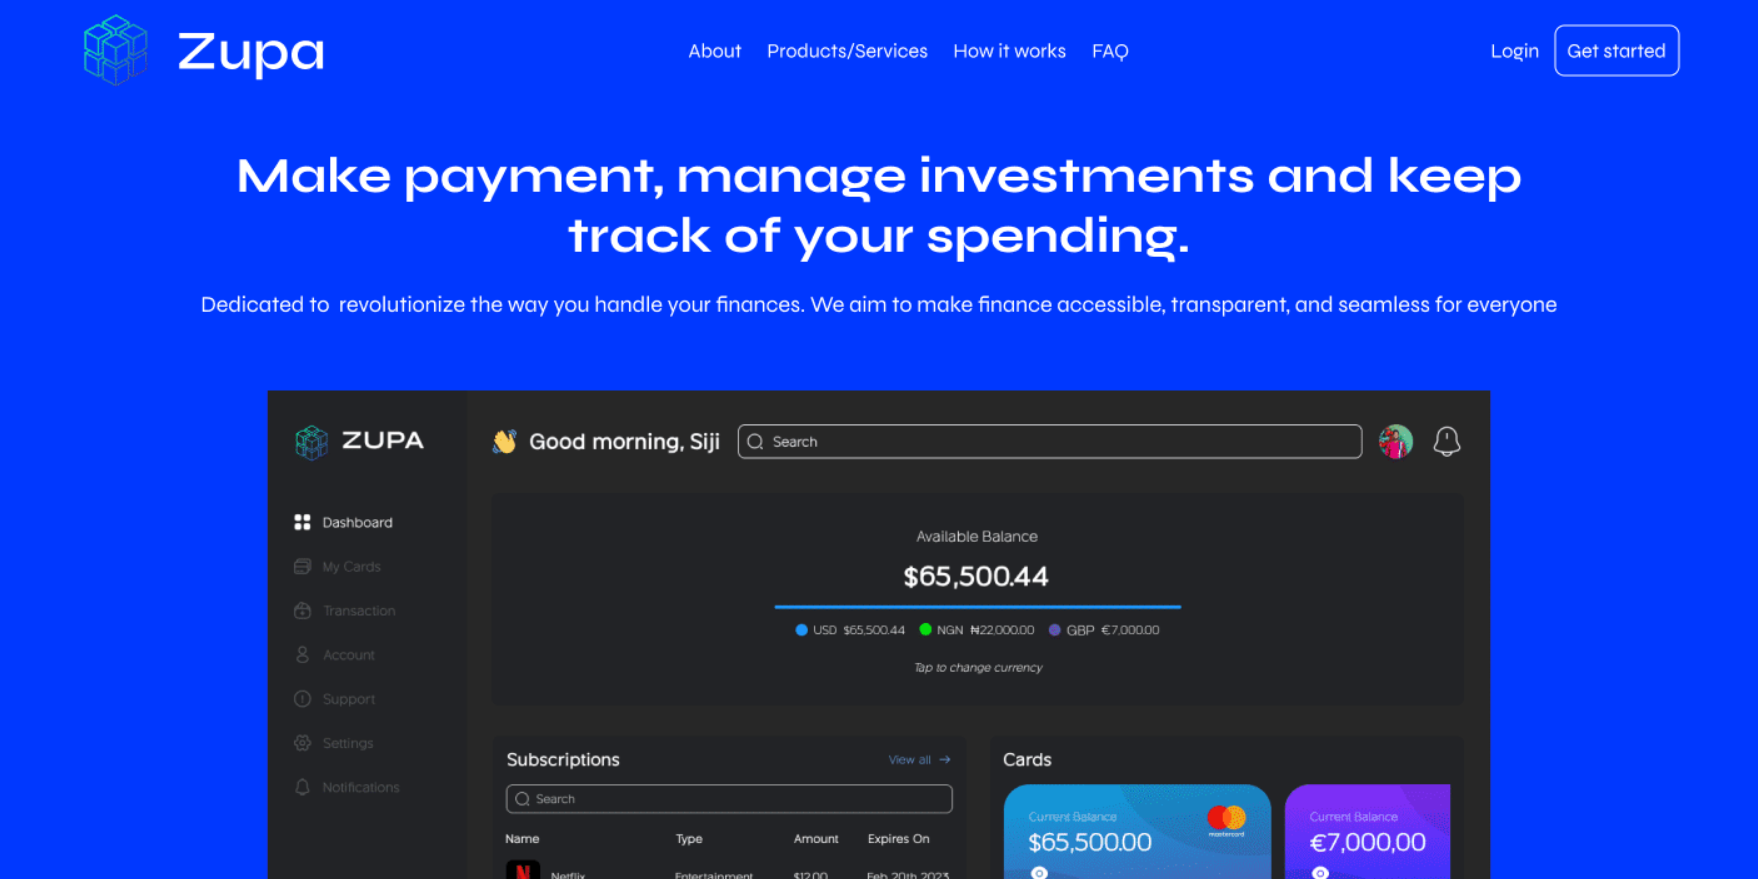 Zupa
About Products/Services How it works FAQ
Login Get started
Make payment, manage investments and keep
track of your spending.
Dedicated to revolutionize the way you handle your finances. We aim to make finance accessible, transparent, and seamless for everyone
ZUPA
Good morning, Siji
Search
Dashboard
My Cards
Transaction
Account
Support
Settings
Notifications
Available Balance
$65,500.44
USD $65,500.44 NGN ₦22,000.00 GBP €7,000.00
Tap to change currency
Subscriptions View all →
Search
Name Type Amount Expires On
Netflix Entertainment $12.00 Feb 20th 2023
Cards
Current Balance
$65,500.00
mastercard
Current Balance
€7,000,00